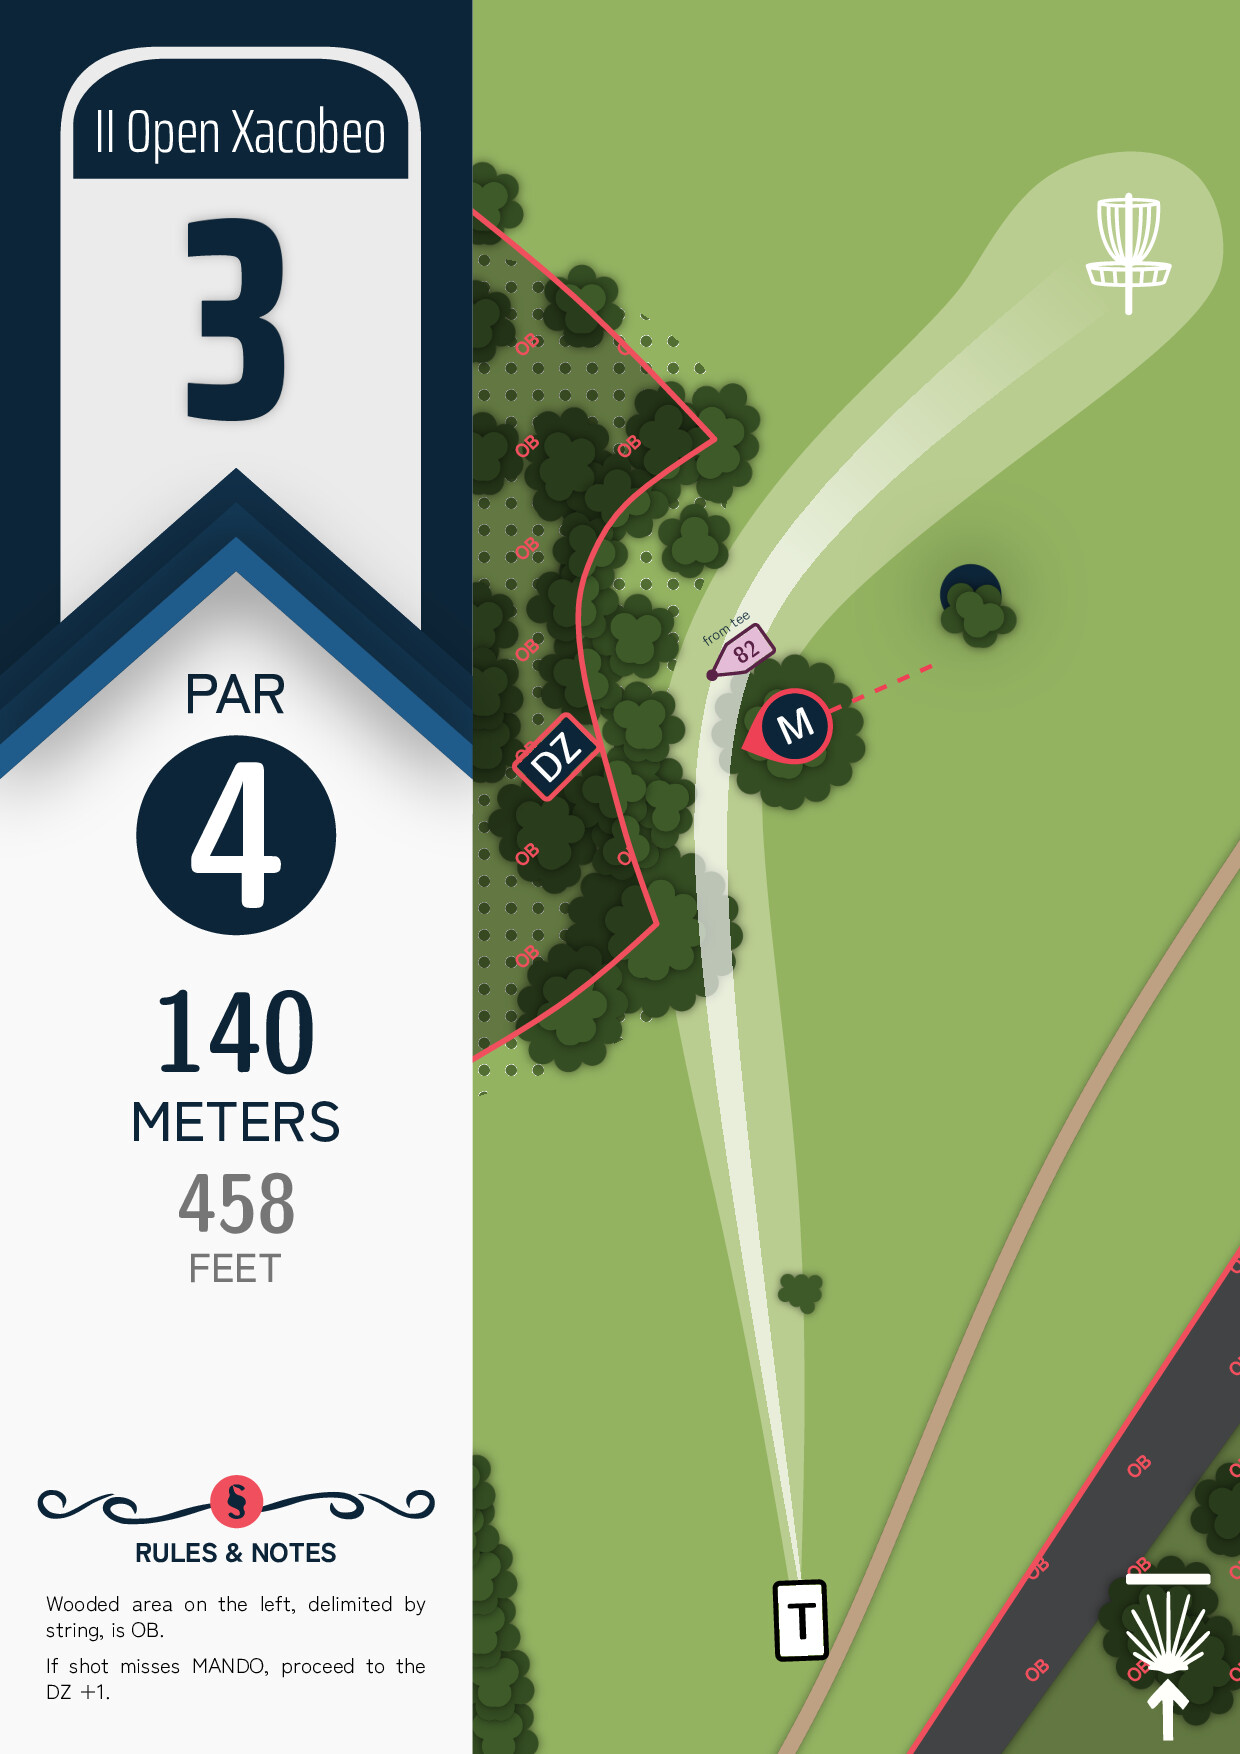 II Open Xacobeo
3
PAR
4
140
METERS
458
FEET
§
RULES & NOTES
Wooded area on the left, delimited by
string, is OB.
If shot misses MANDO, proceed to the
DZ +1.
OB
OB
OB
OB
OB
from tee
82
OB
M
DZ
OB
OB
T
OB
OB
OB
OB
OB